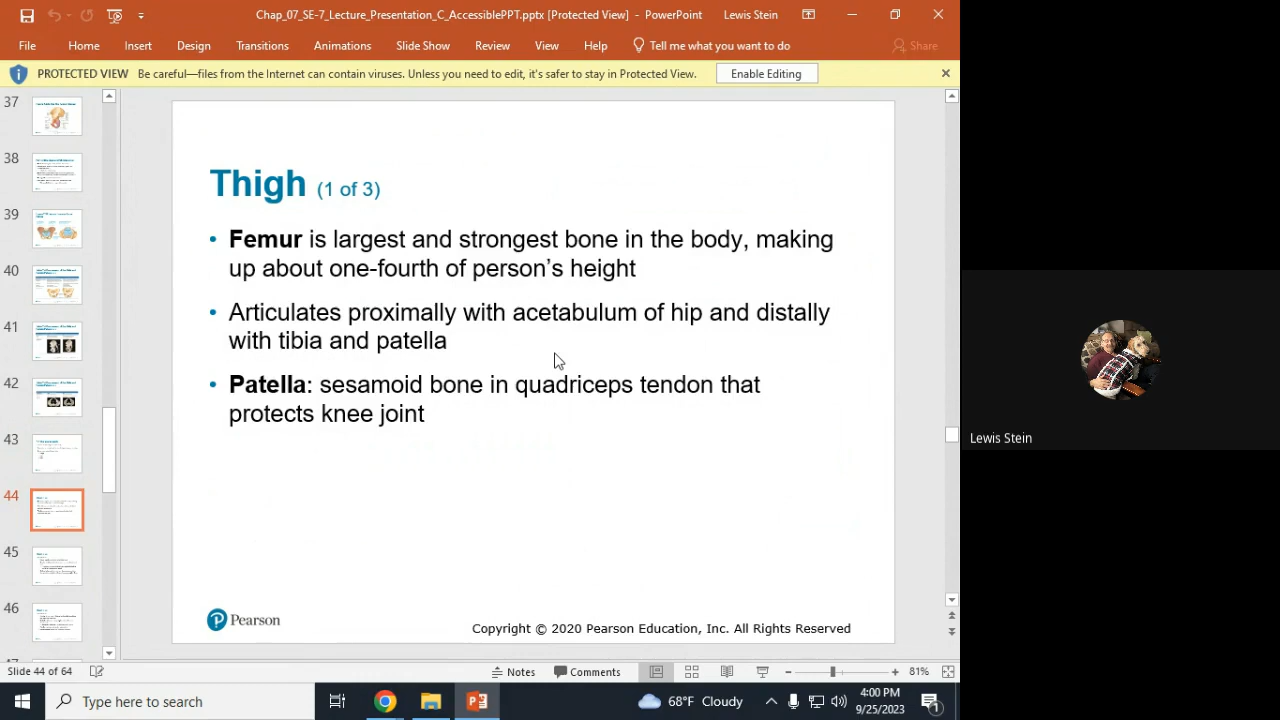 Chap_07_SE-7_Lecture_Presentation_C_AccessiblePPT.pptx [Protected View] - PowerPoint
Lewis Stein
File Home Insert Design Transitions Animations Slide Show Review View Help Tell me what you want to do Share
PROTECTED VIEW Be careful—files from the Internet can contain viruses. Unless you need to edit, it's safer to stay in Protected View. Enable Editing
37
38
39
40
41
42
43
44
45
46
Thigh (1 of 3)
• Femur is largest and strongest bone in the body, making
up about one-fourth of person's height
• Articulates proximally with acetabulum of hip and distally
with tibia and patella
• Patella: sesamoid bone in quadriceps tendon that
protects knee joint
Pearson
Copyright © 2020 Pearson Education, Inc. All Rights Reserved
Lewis Stein
Slide 44 of 64 Notes Comments 81%
Type here to search 68°F Cloudy 4:00 PM
9/25/2023
1